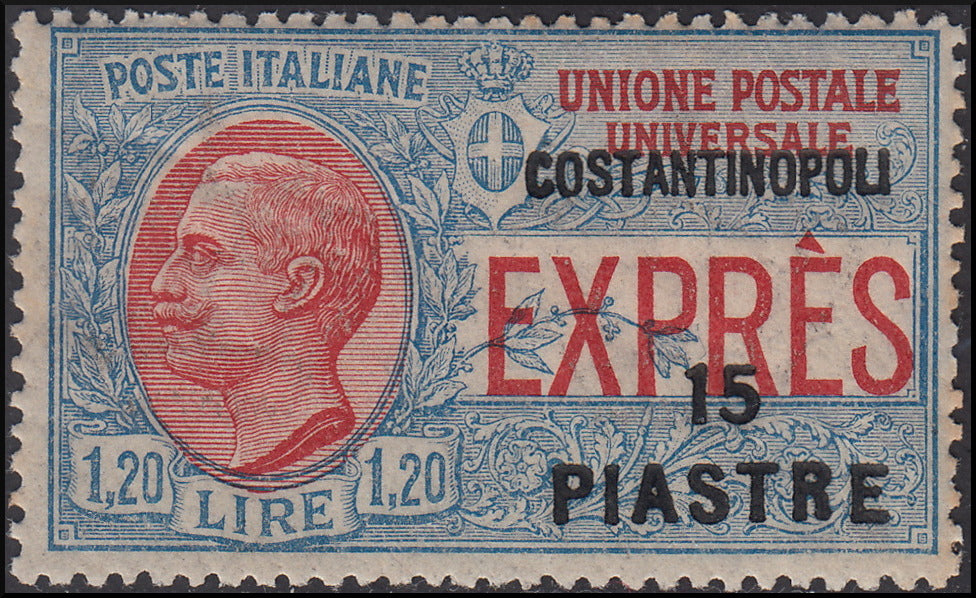 POSTE ITALIANE
UNIONE POSTALE
UNIVERSALE
COSTANTINOPOLI
EXPRÈS
15
PIASTRE
1,20 LIRE 1,20